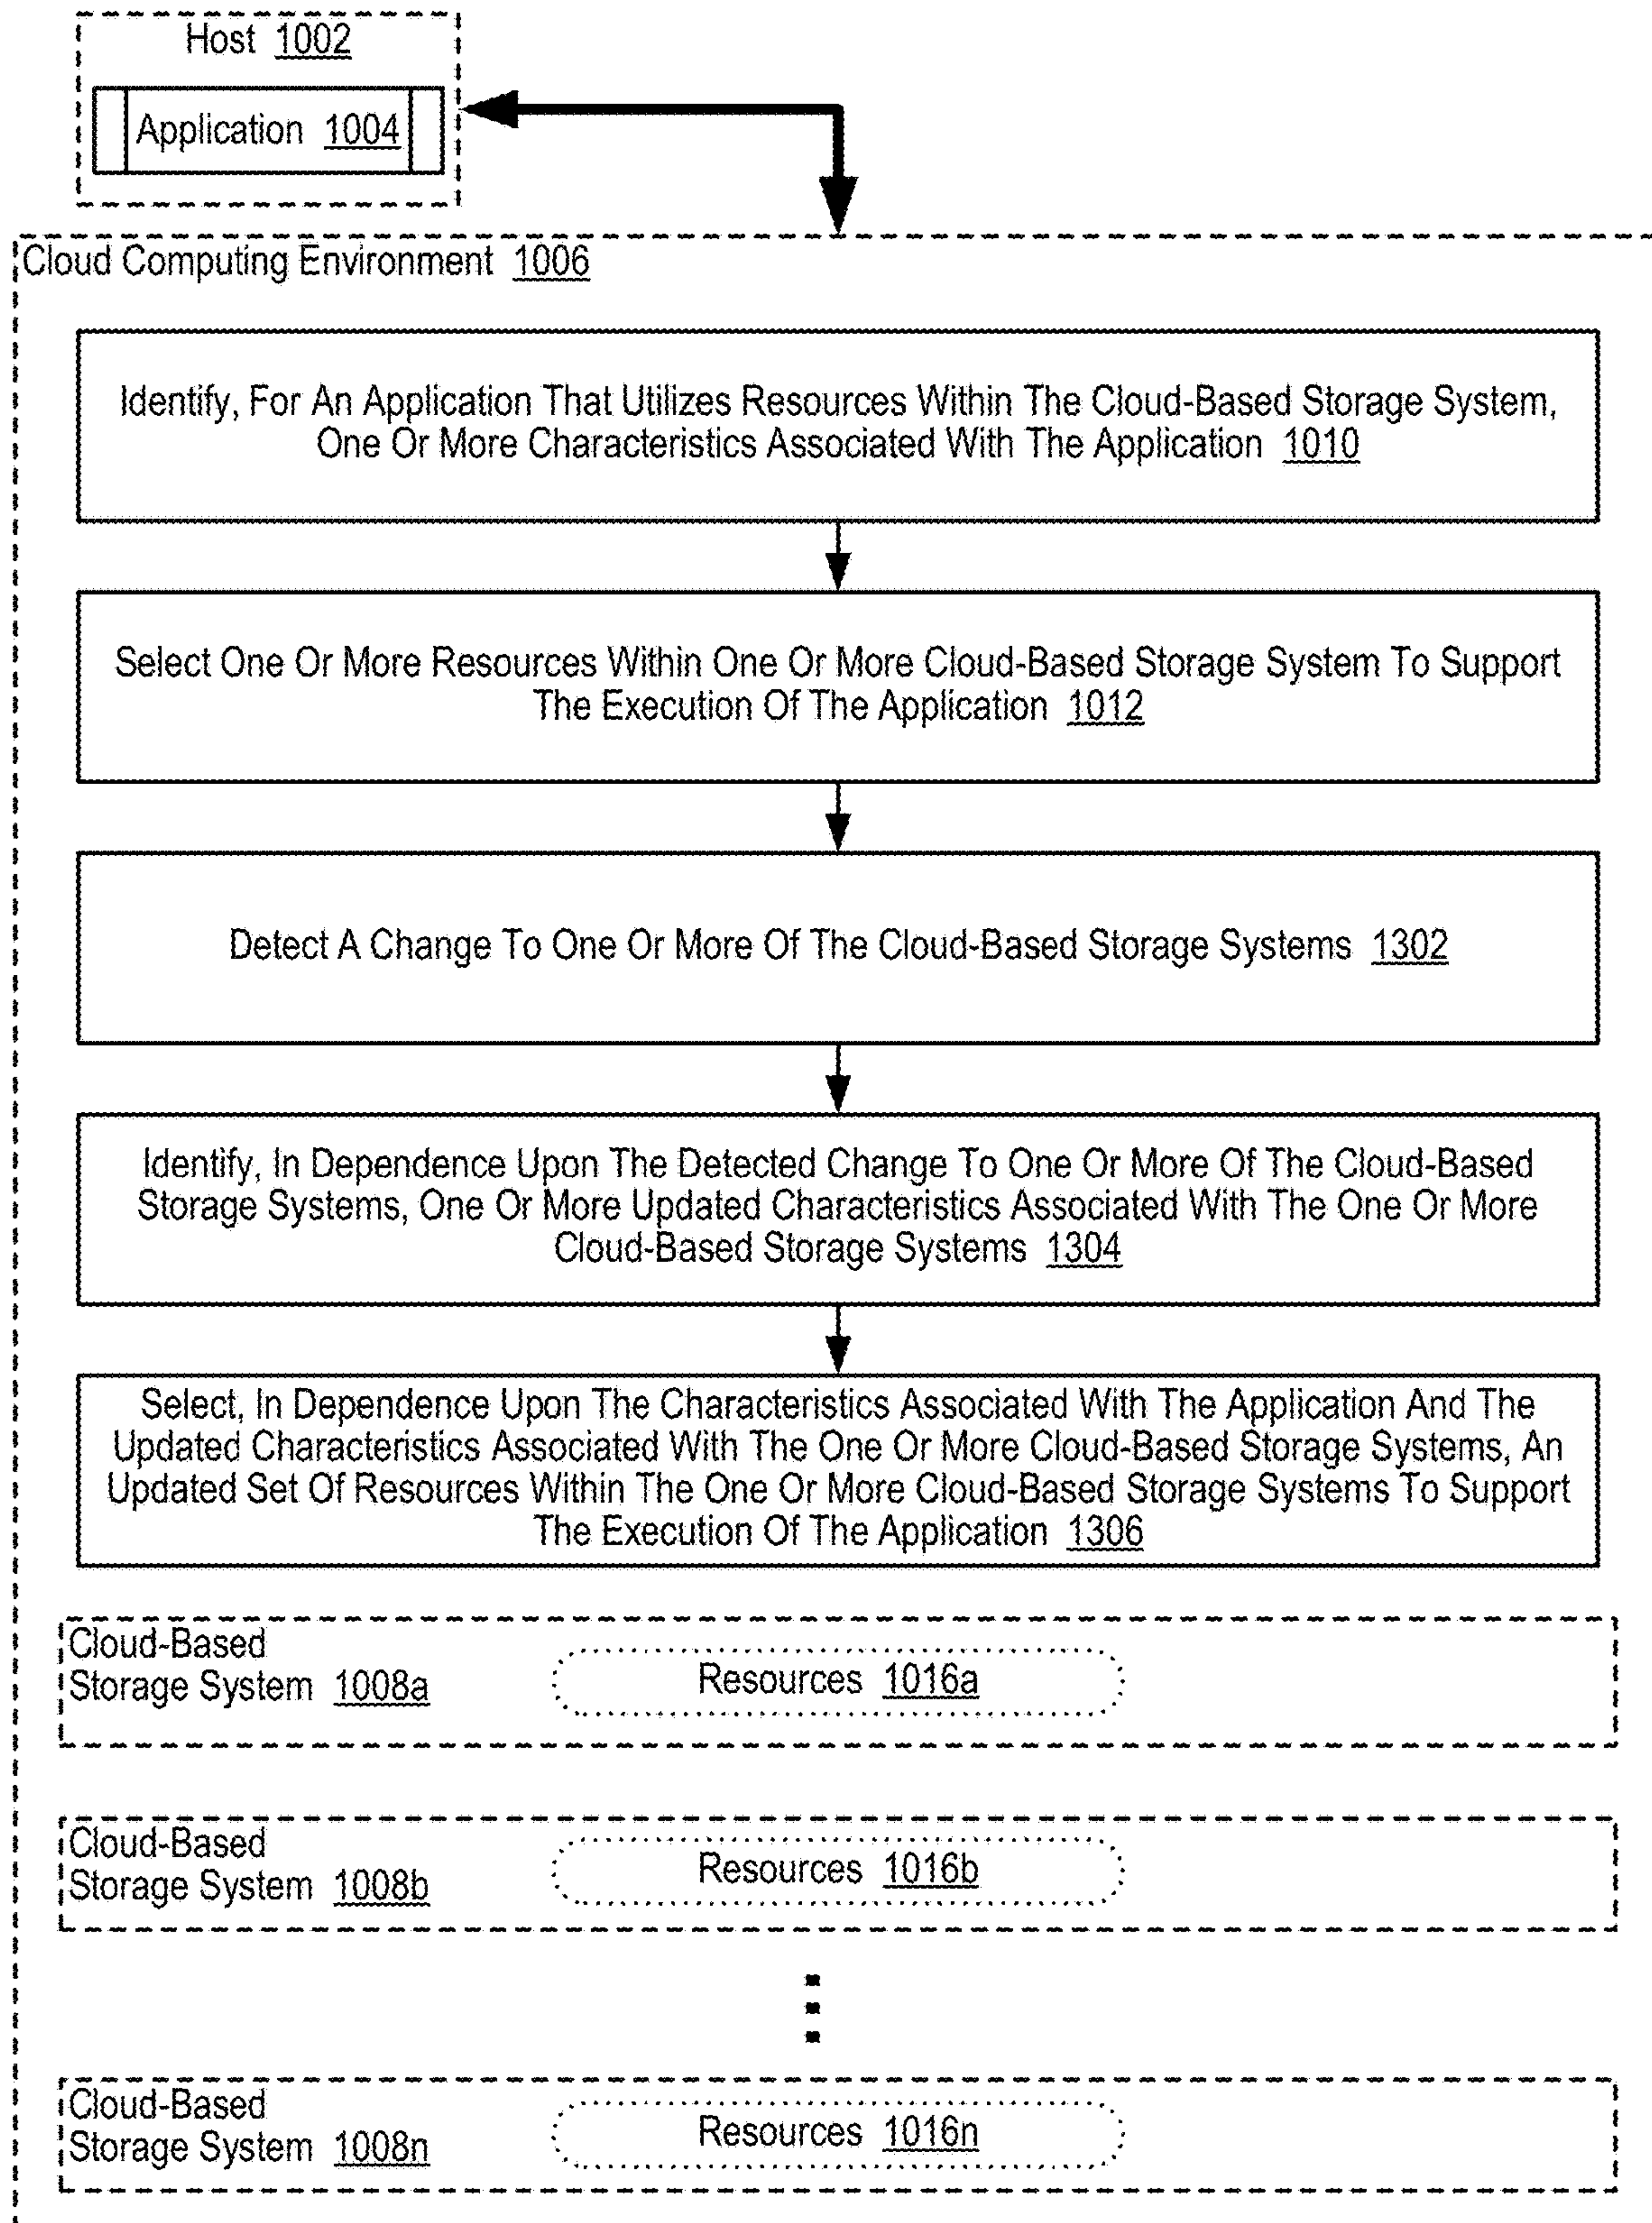 Host 1002
Application 1004
Cloud Computing Environment 1006
Identify, For An Application That Utilizes Resources Within The Cloud-Based Storage System,
One Or More Characteristics Associated With The Application 1010
Select One Or More Resources Within One Or More Cloud-Based Storage System To Support
The Execution Of The Application 1012
Detect A Change To One Or More Of The Cloud-Based Storage Systems 1302
Identify, In Dependence Upon The Detected Change To One Or More Of The Cloud-Based
Storage Systems, One Or More Updated Characteristics Associated With The One Or More
Cloud-Based Storage Systems 1304
Select, In Dependence Upon The Characteristics Associated With The Application And The
Updated Characteristics Associated With The One Or More Cloud-Based Storage Systems, An
Updated Set Of Resources Within The One Or More Cloud-Based Storage Systems To Support
The Execution Of The Application 1306
Cloud-Based
Storage System 1008a
Resources 1016a
Cloud-Based
Storage System 1008b
Resources 1016b
Cloud-Based
Storage System 1008n
Resources 1016n